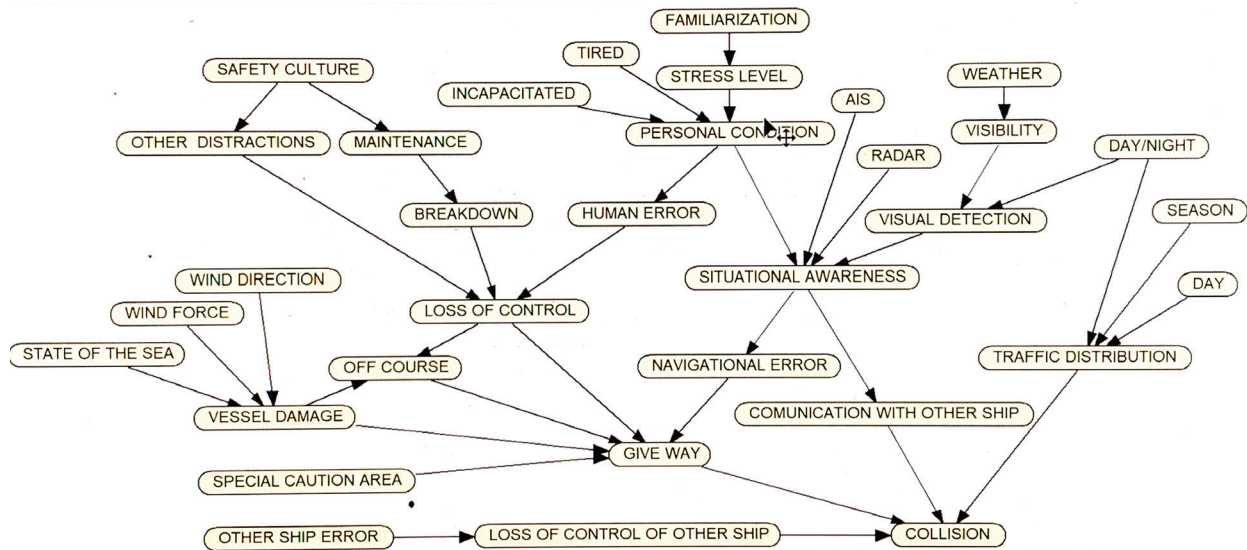 FAMILIARIZATION
TIRED
SAFETY CULTURE
STRESS LEVEL
WEATHER
INCAPACITATED
AIS
OTHER DISTRACTIONS
MAINTENANCE
PERSONAL CONDITION
VISIBILITY
DAY/NIGHT
RADAR
BREAKDOWN
HUMAN ERROR
VISUAL DETECTION
SEASON
WIND DIRECTION
SITUATIONAL AWARENESS
DAY
WIND FORCE
LOSS OF CONTROL
STATE OF THE SEA
OFF COURSE
NAVIGATIONAL ERROR
TRAFFIC DISTRIBUTION
VESSEL DAMAGE
COMUNICATION WITH OTHER SHIP
GIVE WAY
SPECIAL CAUTION AREA
OTHER SHIP ERROR
LOSS OF CONTROL OF OTHER SHIP
COLLISION